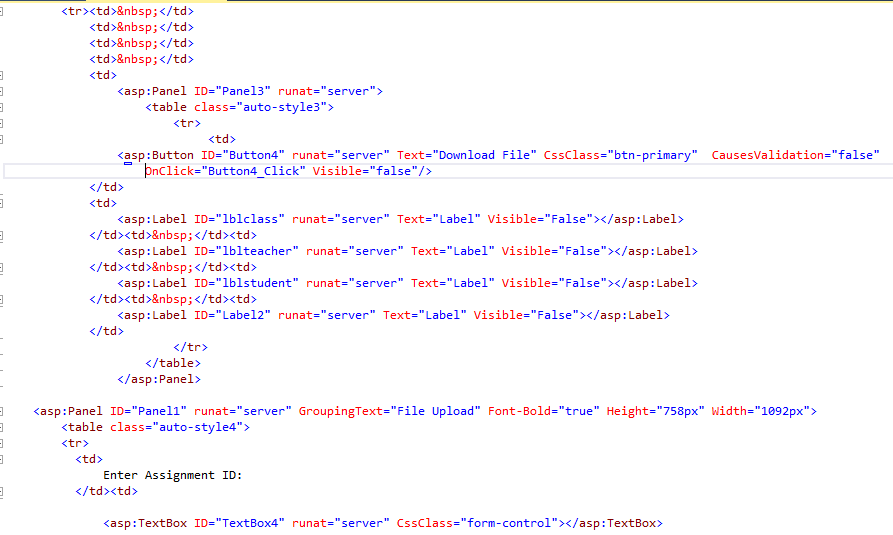 <tr><td>&nbsp;</td>
<td>&nbsp;</td>
<td>&nbsp;</td>
<td>&nbsp;</td>
<td>
<asp:Panel ID="Panel3" runat="server">
<table class="auto-style3">
<tr>
<td>
<asp:Button ID="Button4" runat="server" Text="Download File" CssClass="btn-primary"  CausesValidation="false"
OnClick="Button4_Click" Visible="false"/>
</td>
<td>
<asp:Label ID="lblclass" runat="server" Text="Label" Visible="False"></asp:Label>
</td><td>&nbsp;</td><td>
<asp:Label ID="lblteacher" runat="server" Text="Label" Visible="False"></asp:Label>
</td><td>&nbsp;</td><td>
<asp:Label ID="lblstudent" runat="server" Text="Label" Visible="False"></asp:Label>
</td><td>&nbsp;</td><td>
<asp:Label ID="Label2" runat="server" Text="Label" Visible="False"></asp:Label>
</td>
</tr>
</table>
</asp:Panel>
<asp:Panel ID="Panel1" runat="server" GroupingText="File Upload" Font-Bold="true" Height="758px" Width="1092px">
<table class="auto-style4">
<tr>
<td>
Enter Assignment ID:
</td><td>
<asp:TextBox ID="TextBox4" runat="server" CssClass="form-control"></asp:TextBox>